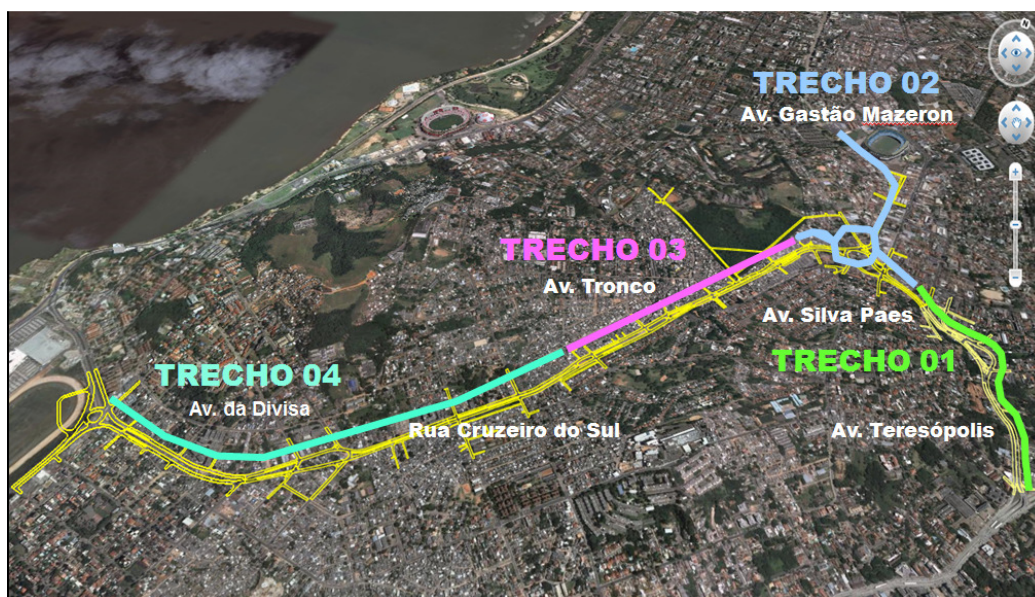 TRECHO 02
Av. Gastão Mazeron
TRECHO 03
Av. Tronco
Av. Silva Paes
TRECHO 01
TRECHO 04
Av. da Divisa
Rua Cruzeiro do Sul
Av. Teresópolis